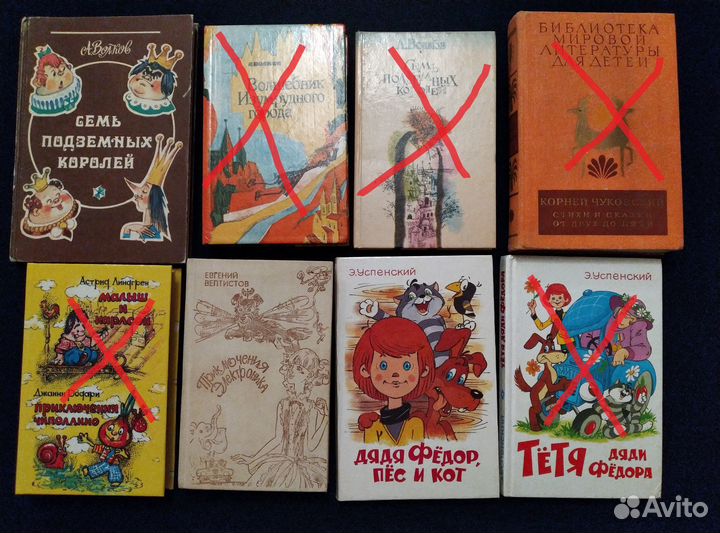 А.Волков
СЕМЬ
ПОДЗЕМНЫХ
КОРОЛЕЙ
Волшебник
Изумрудного
города
А.Волков
Семь
подземных
королей
БИБЛИОТЕКА
МИРОВОЙ
ЛИТЕРАТУРЫ
ДЛЯ ДЕТЕЙ
КОРНЕЙ ЧУКОВСКИЙ
СТИХИ И СКАЗКИ
ОТ ДВУХ ДО ПЯТИ
Астрид Линдгрен
МАЛЫШ
И
КАРЛСОН
Джанни Родари
ПРИКЛЮЧЕНИЯ
ЧИПОЛЛИНО
ЕВГЕНИЙ
ВЕЛТИСТОВ
Приключения
Электроника
Э.УСПЕНСКИЙ
ДЯДЯ ФЁДОР,
ПЁС И КОТ
Э.УСПЕНСКИЙ
ТЁТЯ ДЯДИ
ФЁДОРА
Avito